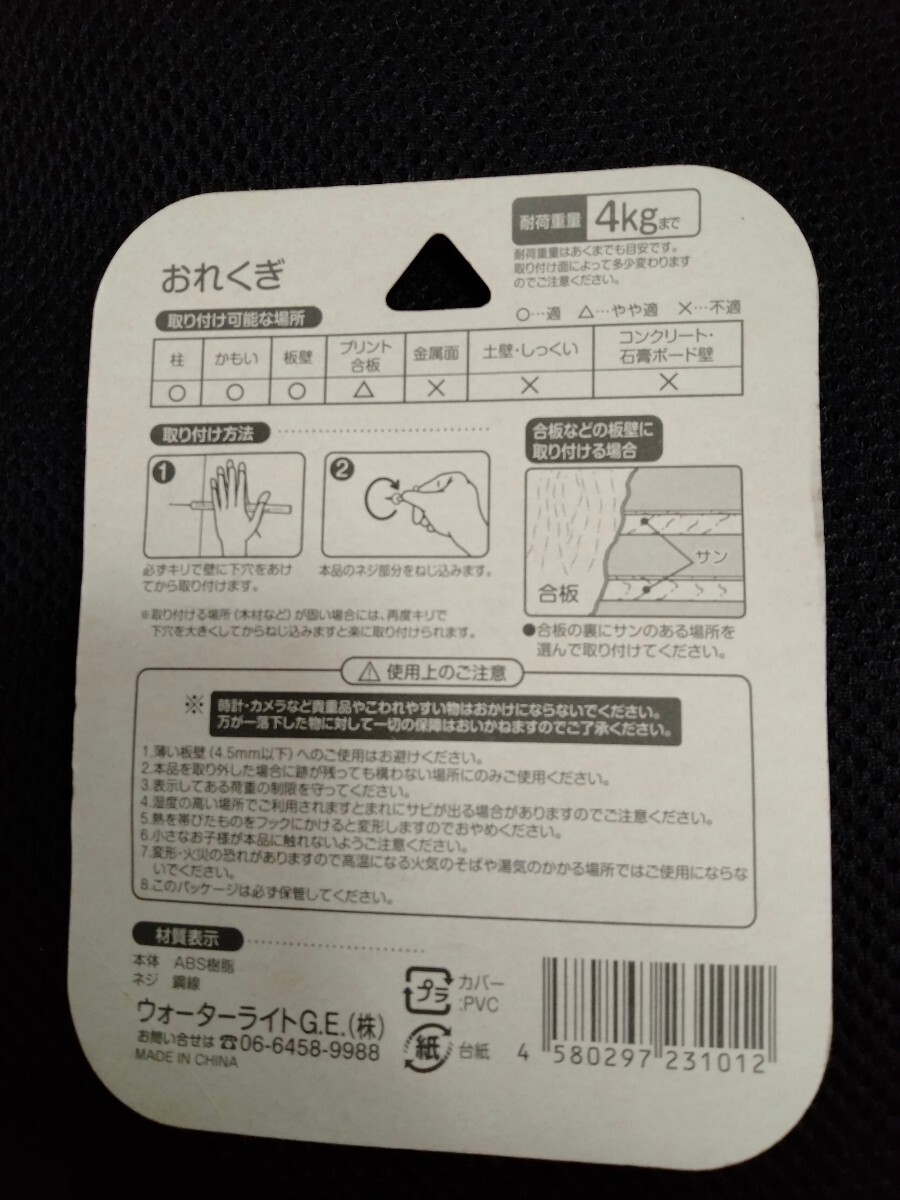 耐荷重量 4kgまで
耐荷重量はあくまでも目安です。
取り付け面によって多少変わります
のでご注意ください。
おれくぎ
○…適 △…やや適 ×…不適
取り付け可能な場所
柱 かもい 板壁 プリント合板 金属面 土壁・しっくい コンクリート・石膏ボード壁
○ ○ ○ △ × × ×
取り付け方法
1
必ずキリで壁に下穴をあけ
てから取り付けます。
2
本品のネジ部分をねじ込みます。
※取り付ける場所(木材など)が固い場合には、再度キリで
下穴を大きくしてからねじ込みますと楽に取り付けられます。
合板などの板壁に
取り付ける場合
サン
合板
●合板の裏にサンのある場所を
選んで取り付けてください。
使用上のご注意
※ 時計・カメラなど貴重品やこわれやすい物はおかけにならないでください。
万が一落下した物に対して一切の保障はおいかねますのでご了承ください。
1.薄い板壁(4.5mm以下)へのご使用はお避けください。
2.本品を取り外した場合に跡が残っても構わない場所にのみご使用ください。
3.表示してある荷重の制限を守ってください。
4.湿度の高い場所でご利用されますとまれにサビが出る場合がありますのでご注意ください。
5.熱を帯びたものをフックにかけると変形しますのでおやめください。
6.小さなお子様が本品に触れないようご注意ください。
7.変形・火災の恐れがありますので高温になる火気のそばや湯気のかかる場所ではご使用にならな
いでください。
8.このパッケージは必ず保管してください。
材質表示
本体 ABS樹脂
ネジ 鋼線
ウォーターライトG.E.(株)
お問い合せは☎06-6458-9988
MADE IN CHINA
プラ カバー
:PVC
紙 台紙
4 580297 231012